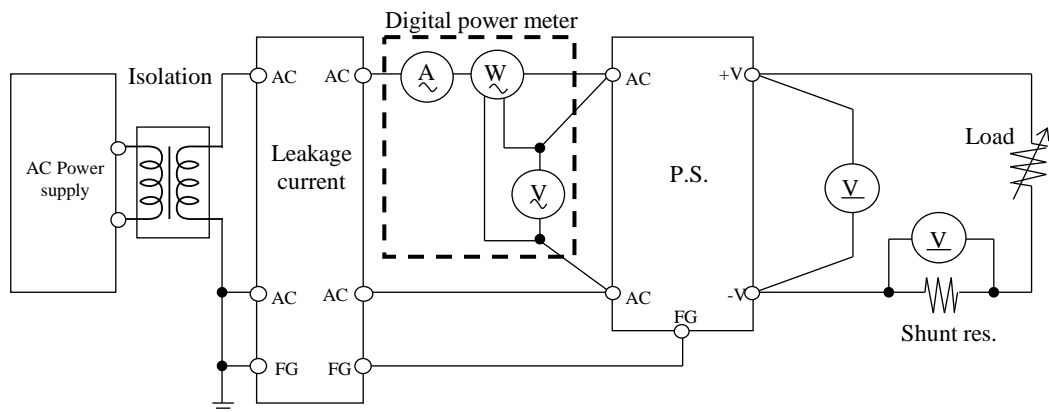 Digital power meter
Isolation
AC
AC
A
W
AC
+V
Load
AC Power
supply
Leakage
current
P.S.
V
V
V
AC
AC
AC
-V
FG
Shunt res.
FG
FG